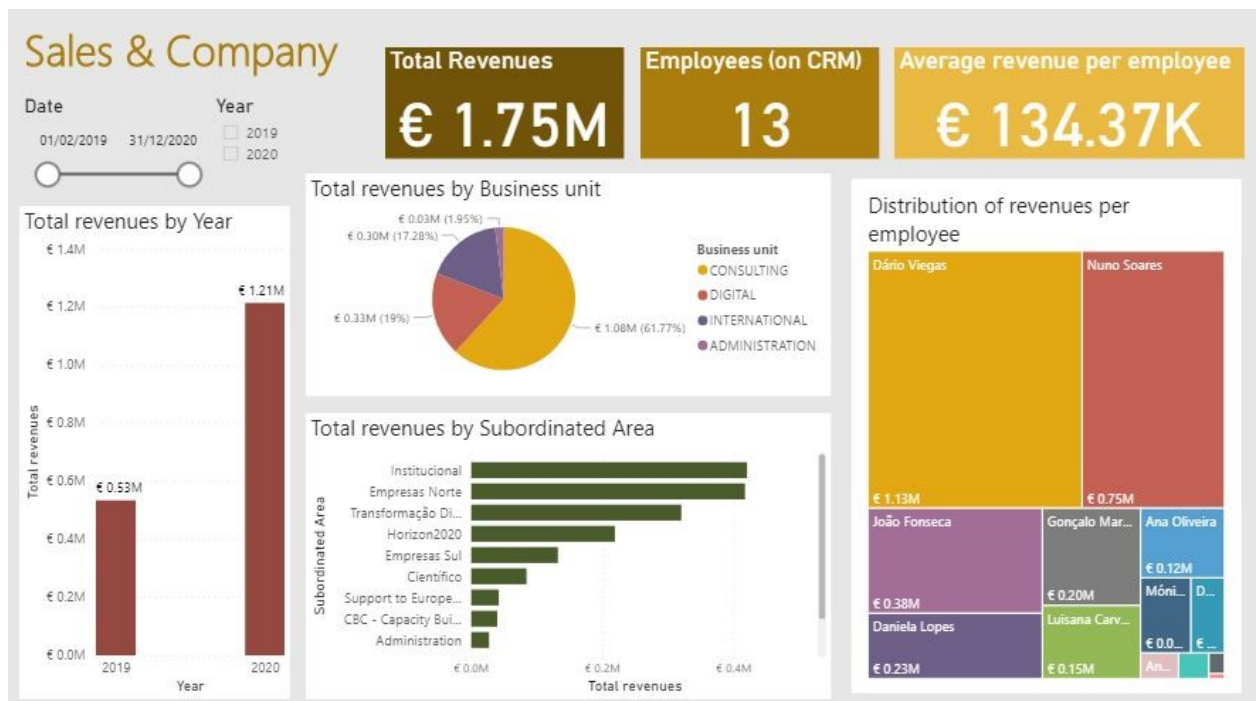 Sales & Company
Total Revenues
€ 1.75M
Employees (on CRM)
13
Average revenue per employee
€ 134.37K
Date
01/02/2019 31/12/2020
Year
2019
2020
Total revenues by Year
€ 1.4M
€ 1.2M
€ 1.0M
€ 0.8M
€ 0.6M
€ 0.4M
€ 0.2M
€ 0.0M
Total revenues
€ 0.53M
€ 1.21M
2019 2020
Year
Total revenues by Business unit
€ 0.03M (1.95%)
€ 0.30M (17.28%)
€ 0.33M (19%)
€ 1.08M (61.77%)
Business unit
CONSULTING
DIGITAL
INTERNATIONAL
ADMINISTRATION
Total revenues by Subordinated Area
Subordinated Area
Institucional
Empresas Norte
Transformação Di...
Horizon2020
Empresas Sul
Científico
Support to Europe...
CBC - Capacity Bui...
Administration
€ 0.0M € 0.2M € 0.4M
Total revenues
Distribution of revenues per
employee
Dário Viegas
€ 1.13M
Nuno Soares
€ 0.75M
João Fonseca
€ 0.38M
Daniela Lopes
€ 0.23M
Gonçalo Mar...
€ 0.20M
Luisana Carv...
€ 0.15M
Ana Oliveira
€ 0.12M
Móni...
€ 0.0...
D...
€ ...
An...